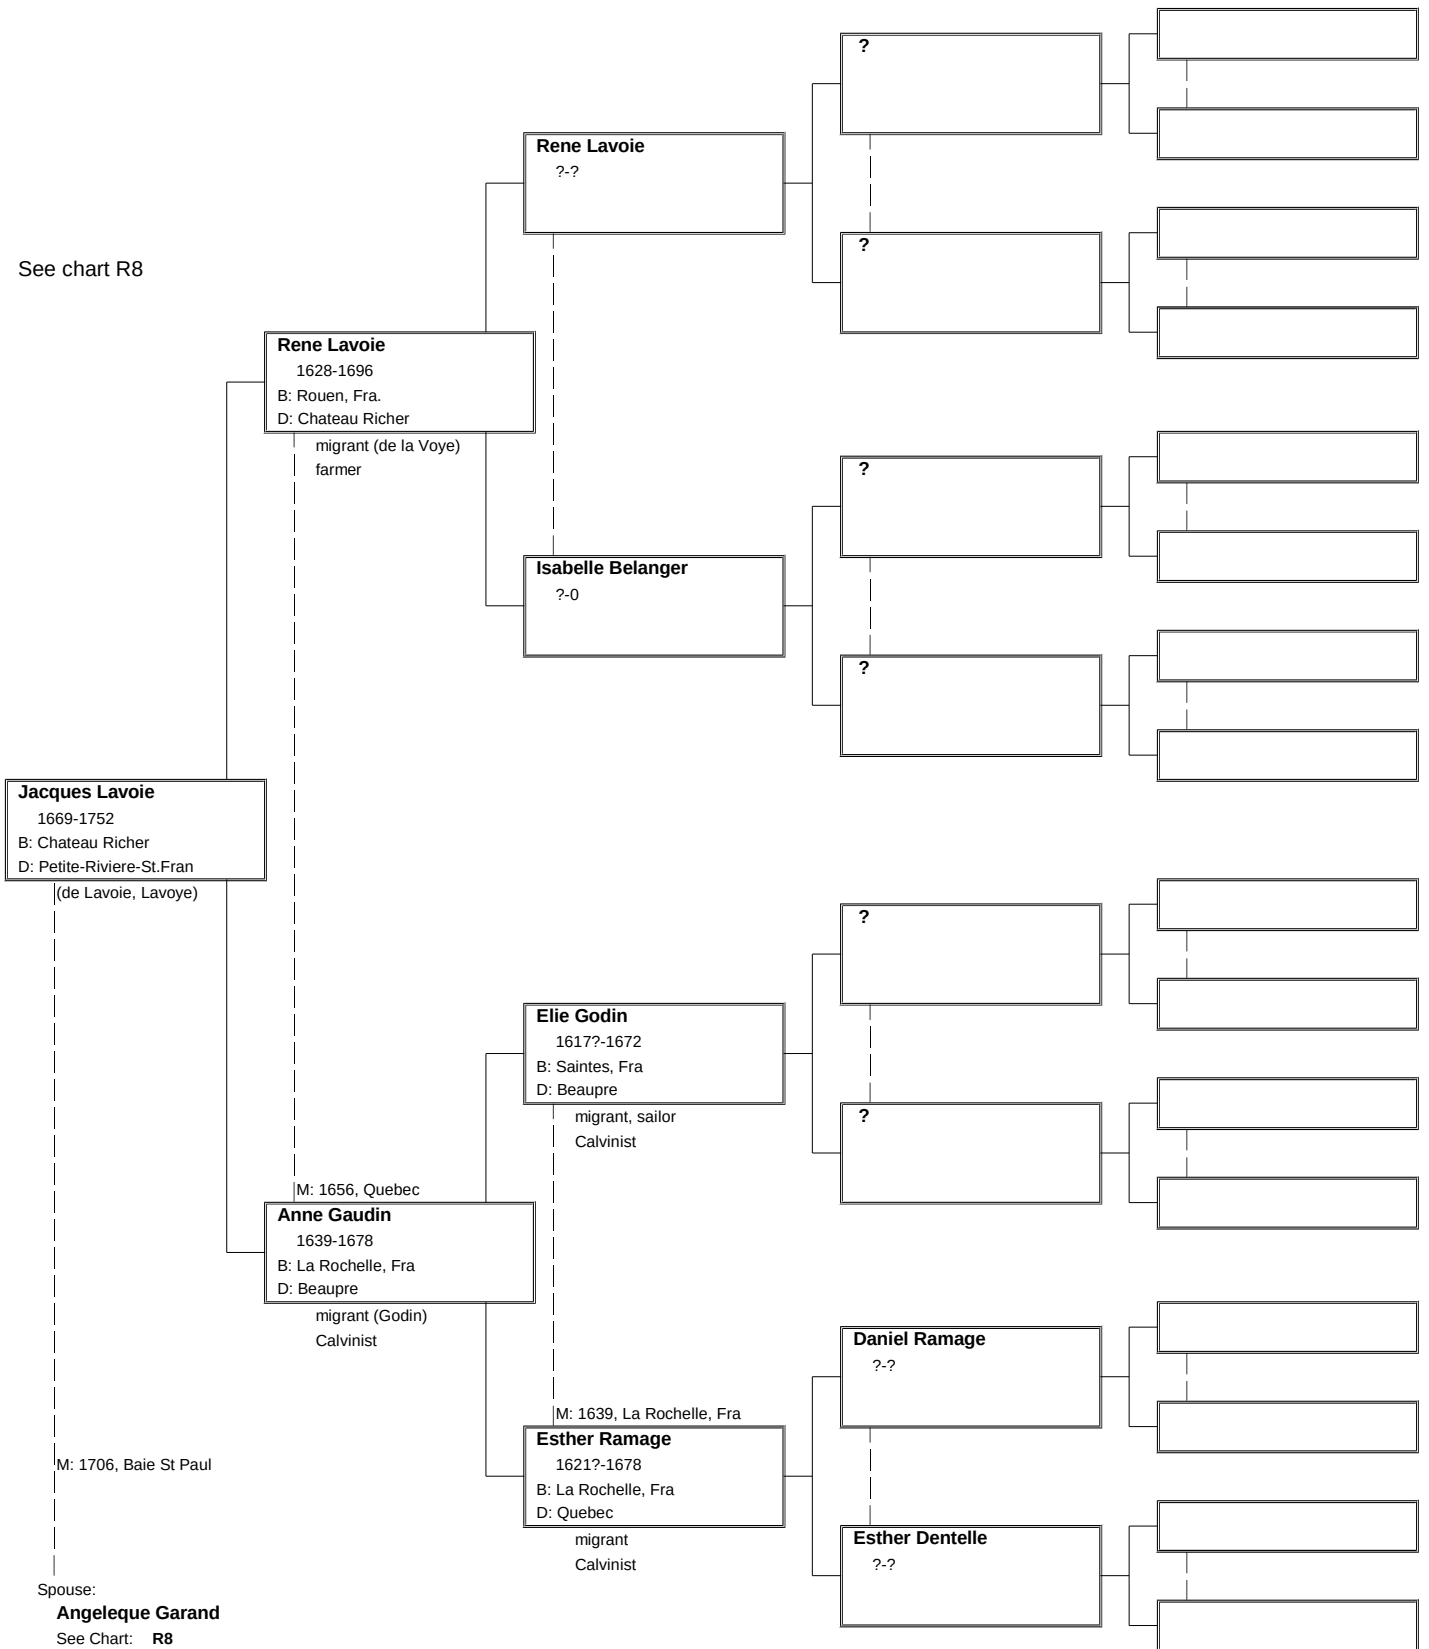 ?
Rene Lavoie
?-?
?
See chart R8
Rene Lavoie
1628-1696
B: Rouen, Fra.
D: Chateau Richer
migrant (de la Voye)
farmer
?
Isabelle Belanger
?-0
?
Jacques Lavoie
1669-1752
B: Chateau Richer
D: Petite-Riviere-St.Fran
(de Lavoie, Lavoye)
?
Elie Godin
1617?-1672
B: Saintes, Fra
D: Beaupre
migrant, sailor
Calvinist
?
M: 1656, Quebec
Anne Gaudin
1639-1678
B: La Rochelle, Fra
D: Beaupre
migrant (Godin)
Calvinist
Daniel Ramage
?-?
M: 1639, La Rochelle, Fra
Esther Ramage
1621?-1678
B: La Rochelle, Fra
D: Quebec
migrant
Calvinist
Esther Dentelle
?-?
M: 1706, Baie St Paul
Spouse:
Angeleque Garand
See Chart: R8